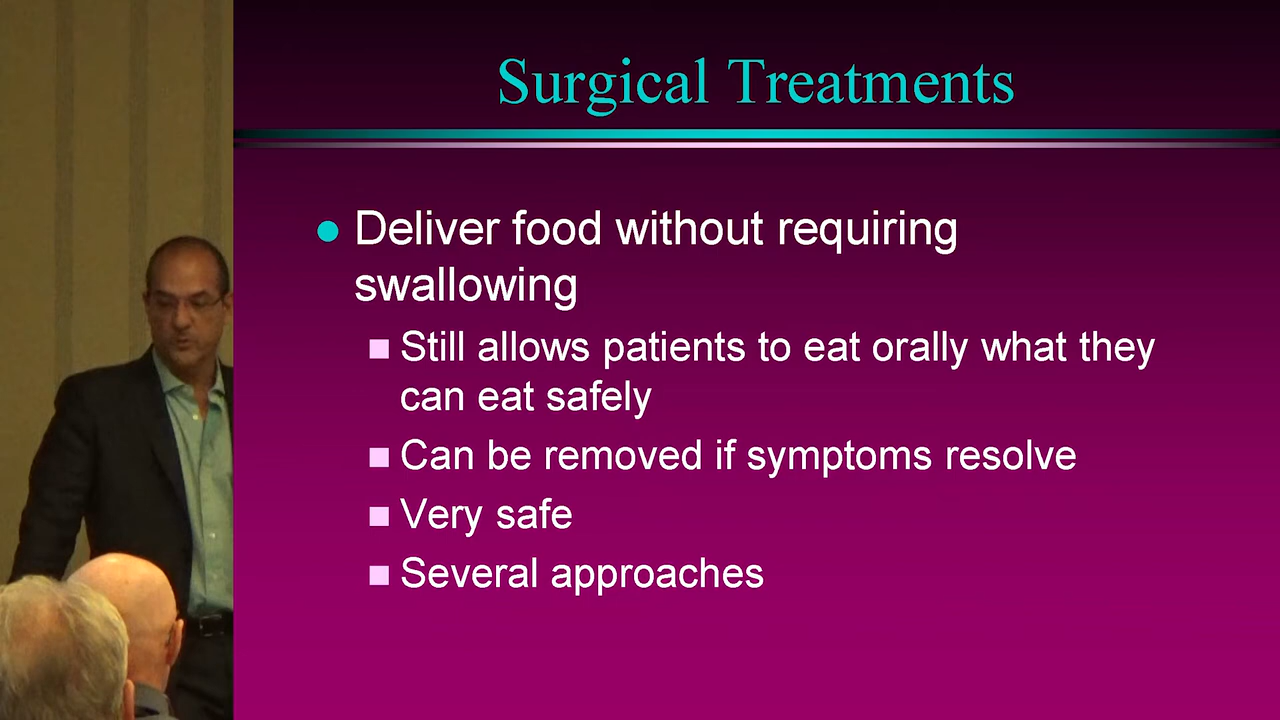 Surgical Treatments
Deliver food without requiring
swallowing
Still allows patients to eat orally what they
can eat safely
Can be removed if symptoms resolve
Very safe
Several approaches